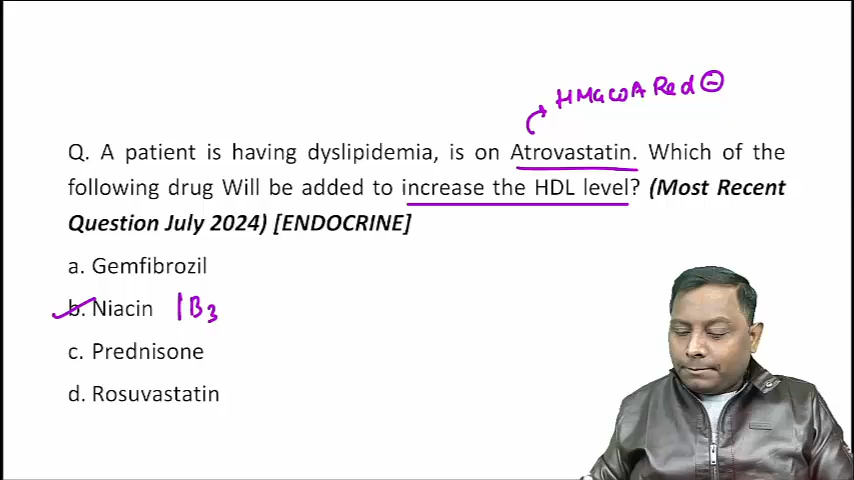 HMG COA Red ⊖
Q. A patient is having dyslipidemia, is on Atrovastatin. Which of the
following drug Will be added to increase the HDL level? (Most Recent
Question July 2024) [ENDOCRINE]
a. Gemfibrozil
b. Niacin | B3
c. Prednisone
d. Rosuvastatin